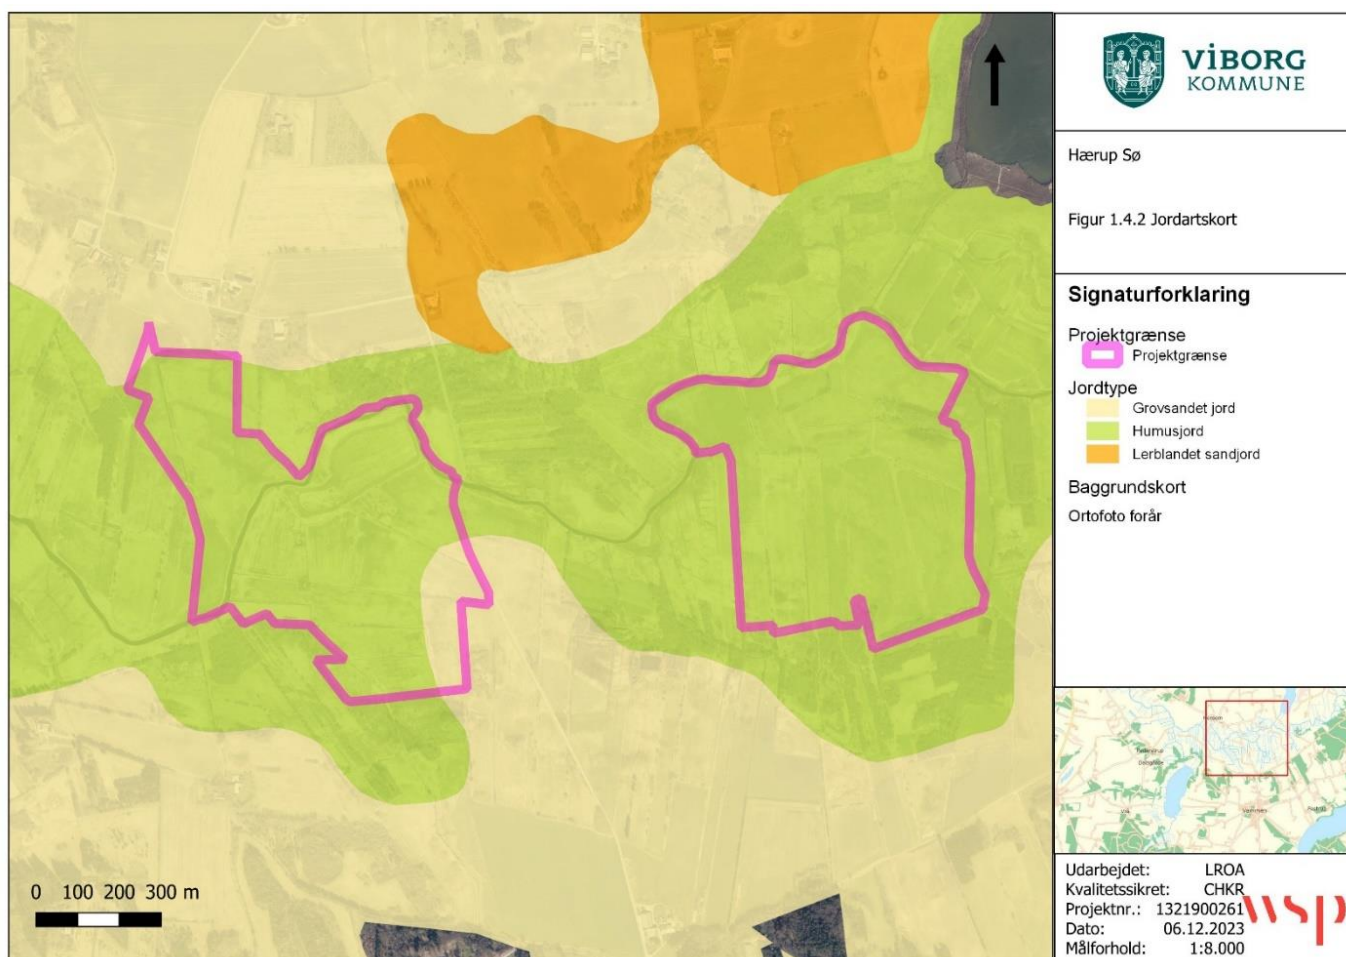 VIBORG
KOMMUNE
Hærup Sø
Figur 1.4.2 Jordartskort
Signaturforklaring
Projektgrænse
Projektgrænse
Jordtype
Grovsandet jord
Humusjord
Lerblandet sandjord
Baggrundskort
Ortofoto forår
0 100 200 300 m
Udarbejdet: LROA
Kvalitetssikret: CHKR
Projektnr.: 1321900261
Dato: 06.12.2023
Målforhold: 1:8.000
wsp